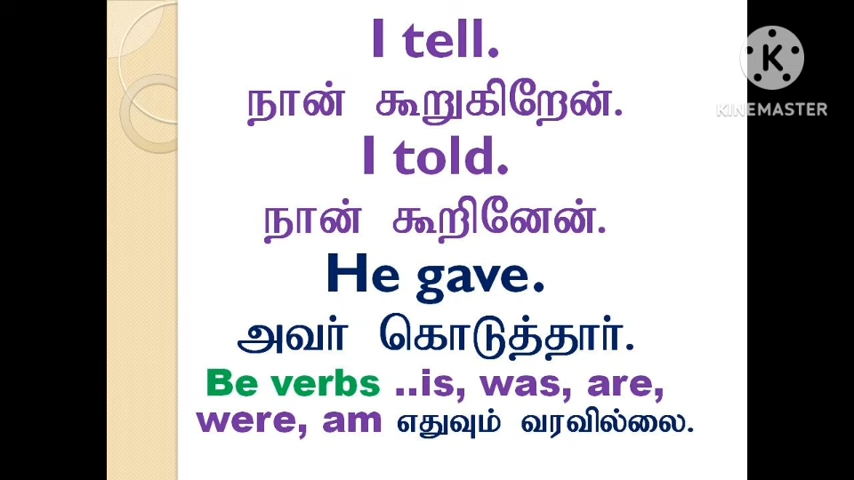 I tell.
நான் கூறுகிறேன்.
I told.
நான் கூறினேன்.
He gave.
அவர் கொடுத்தார்.
Be verbs ..is, was, are,
were, am எதுவும் வரவில்லை.
K
KINEMASTER